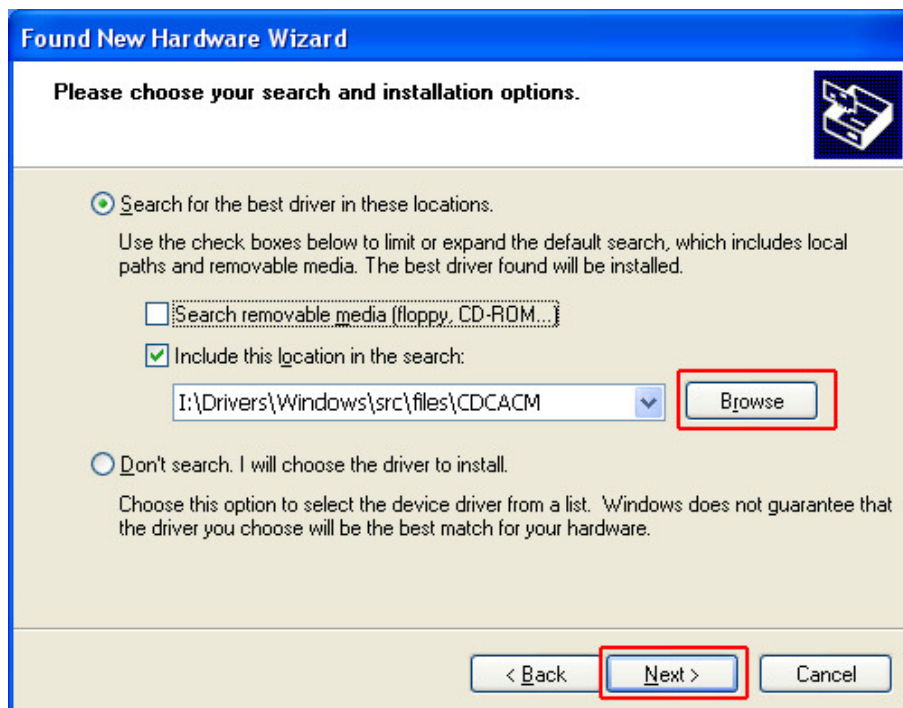 Found New Hardware Wizard
Please choose your search and installation options.
Search for the best driver in these locations.
Use the check boxes below to limit or expand the default search, which includes local
paths and removable media. The best driver found will be installed.
Search removable media (floppy, CD-ROM...)
Include this location in the search:
I:\Drivers\Windows\src\files\CDCACM
Browse
Don't search. I will choose the driver to install.
Choose this option to select the device driver from a list. Windows does not guarantee that
the driver you choose will be the best match for your hardware.
< Back
Next >
Cancel